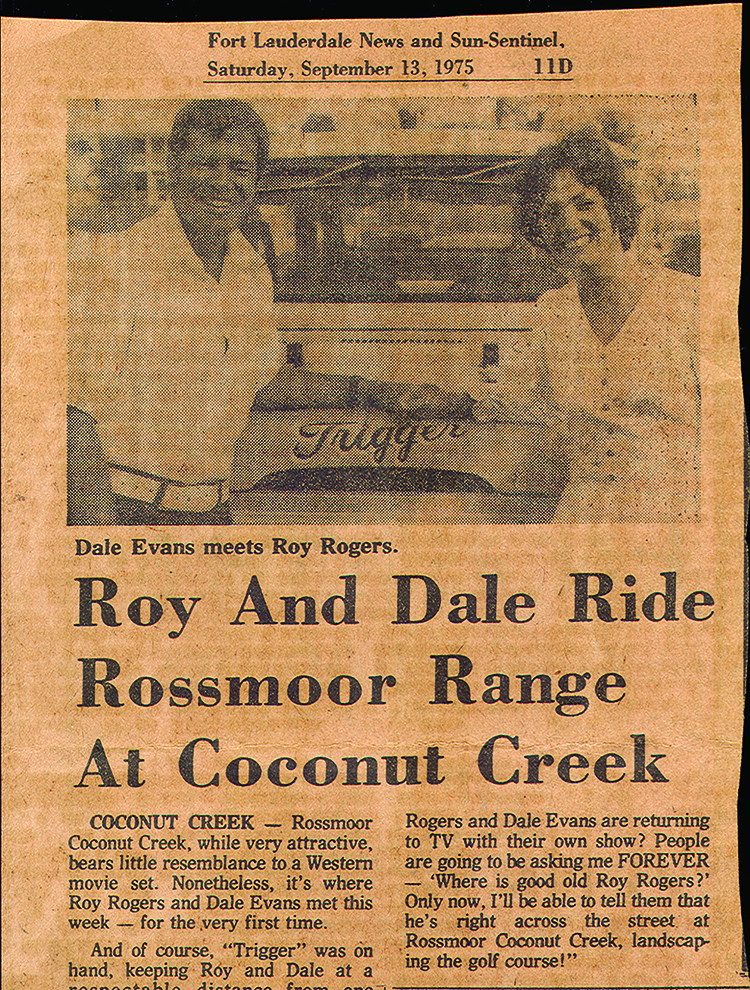 Fort Lauderdale News and Sun-Sentinel,
Saturday, September 13, 1975 11D
Trigger
Dale Evans meets Roy Rogers.
Roy And Dale Ride
Rossmoor Range
At Coconut Creek
COCONUT CREEK — Rossmoor
Coconut Creek, while very attractive,
bears little resemblance to a Western
movie set. Nonetheless, it's where
Roy Rogers and Dale Evans met this
week — for the very first time.
And of course, "Trigger" was on
hand, keeping Roy and Dale at a
respectable distance from one
Rogers and Dale Evans are returning
to TV with their own show? People
are going to be asking me FOREVER
— 'Where is good old Roy Rogers?'
Only now, I'll be able to tell them that
he's right across the street at
Rossmoor Coconut Creek, landscap-
ing the golf course!"